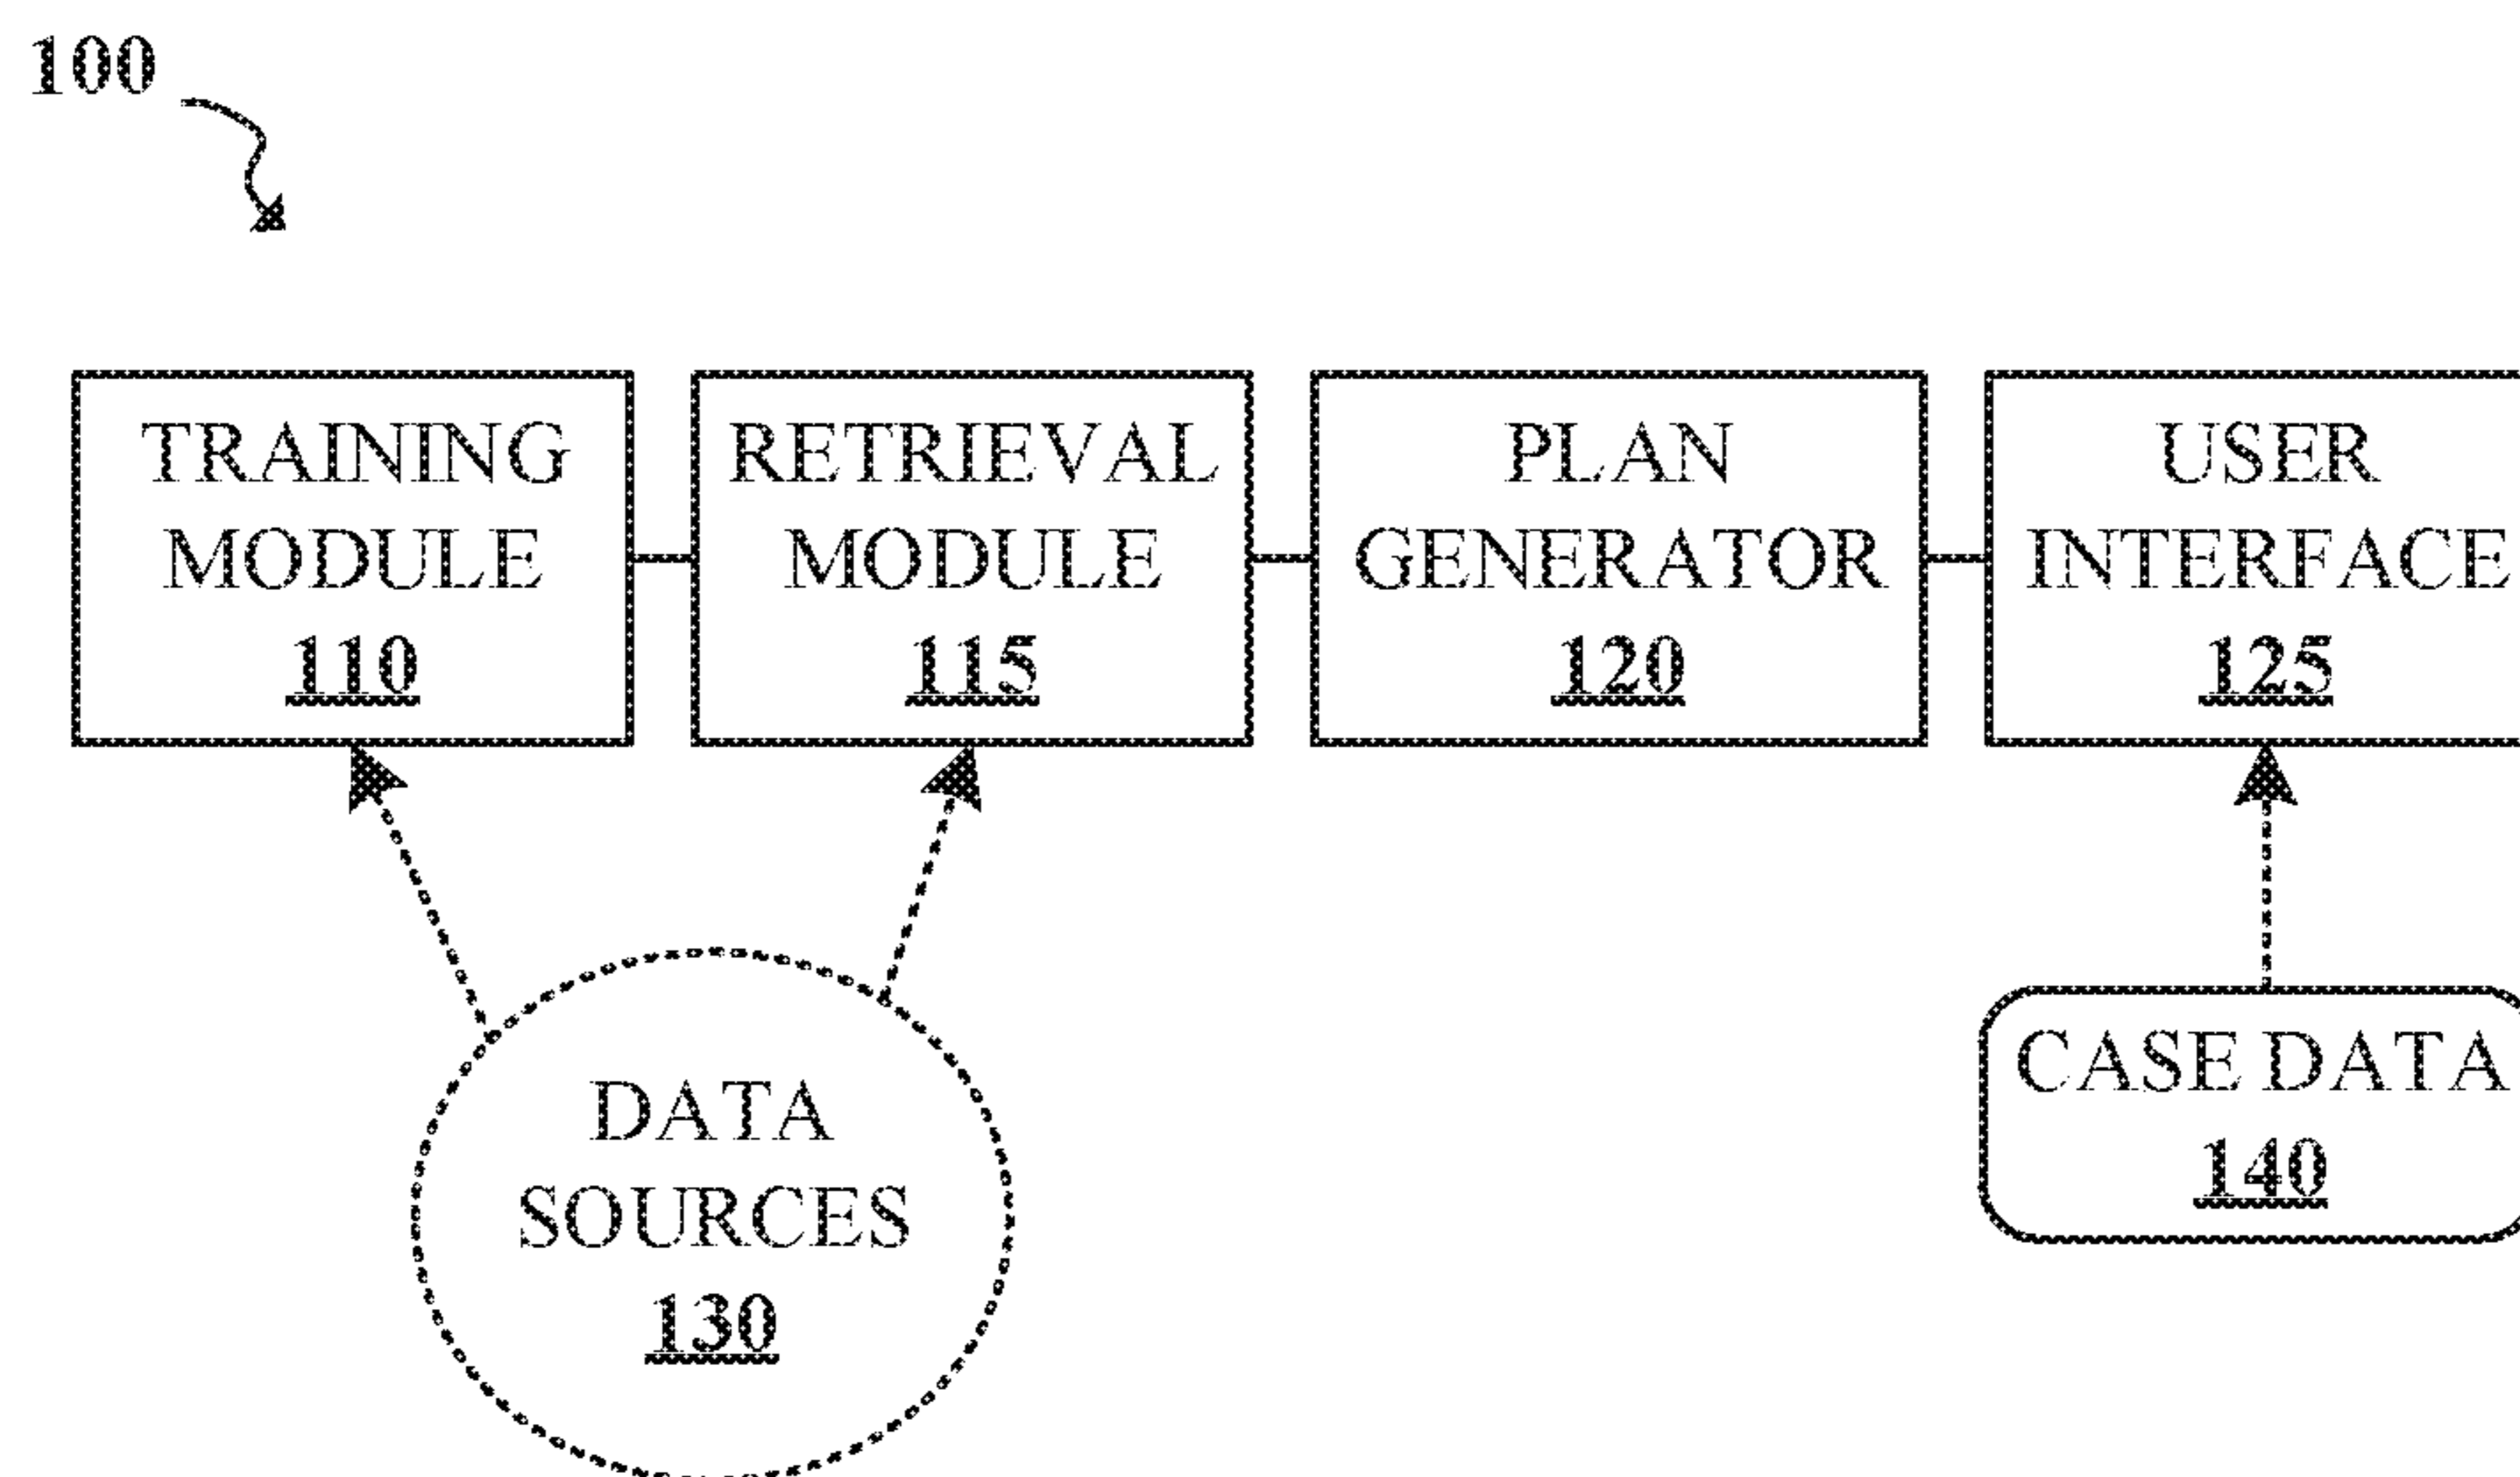 100
TRAINING
MODULE
110
RETRIEVAL
MODULE
115
PLAN
GENERATOR
120
USER
INTERFACE
125
DATA
SOURCES
130
CASE DATA
140